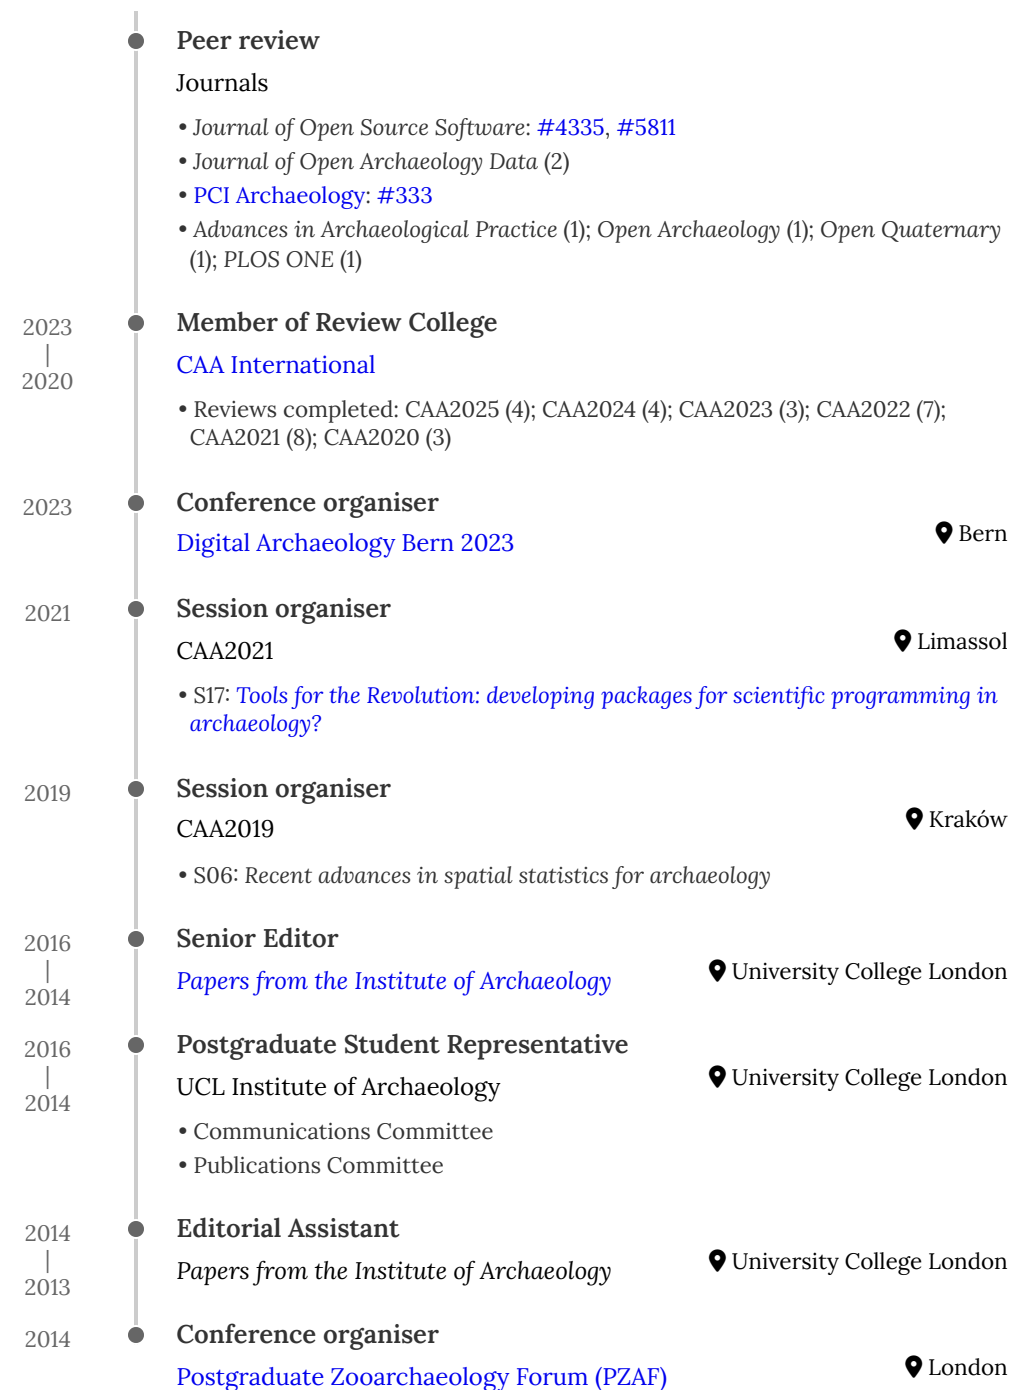 Peer review
Journals
• Journal of Open Source Software: #4335, #5811
• Journal of Open Archaeology Data (2)
• PCI Archaeology: #333
• Advances in Archaeological Practice (1); Open Archaeology (1); Open Quaternary
(1); PLOS ONE (1)
2023
|
2020
Member of Review College
CAA International
• Reviews completed: CAA2025 (4); CAA2024 (4); CAA2023 (3); CAA2022 (7);
CAA2021 (8); CAA2020 (3)
2023
Conference organiser
Digital Archaeology Bern 2023
Bern
2021
Session organiser
CAA2021
Limassol
• S17: Tools for the Revolution: developing packages for scientific programming in
archaeology?
2019
Session organiser
CAA2019
Kraków
• S06: Recent advances in spatial statistics for archaeology
2016
|
2014
Senior Editor
Papers from the Institute of Archaeology
University College London
2016
|
2014
Postgraduate Student Representative
UCL Institute of Archaeology
University College London
• Communications Committee
• Publications Committee
2014
|
2013
Editorial Assistant
Papers from the Institute of Archaeology
University College London
2014
Conference organiser
Postgraduate Zooarchaeology Forum (PZAF)
London